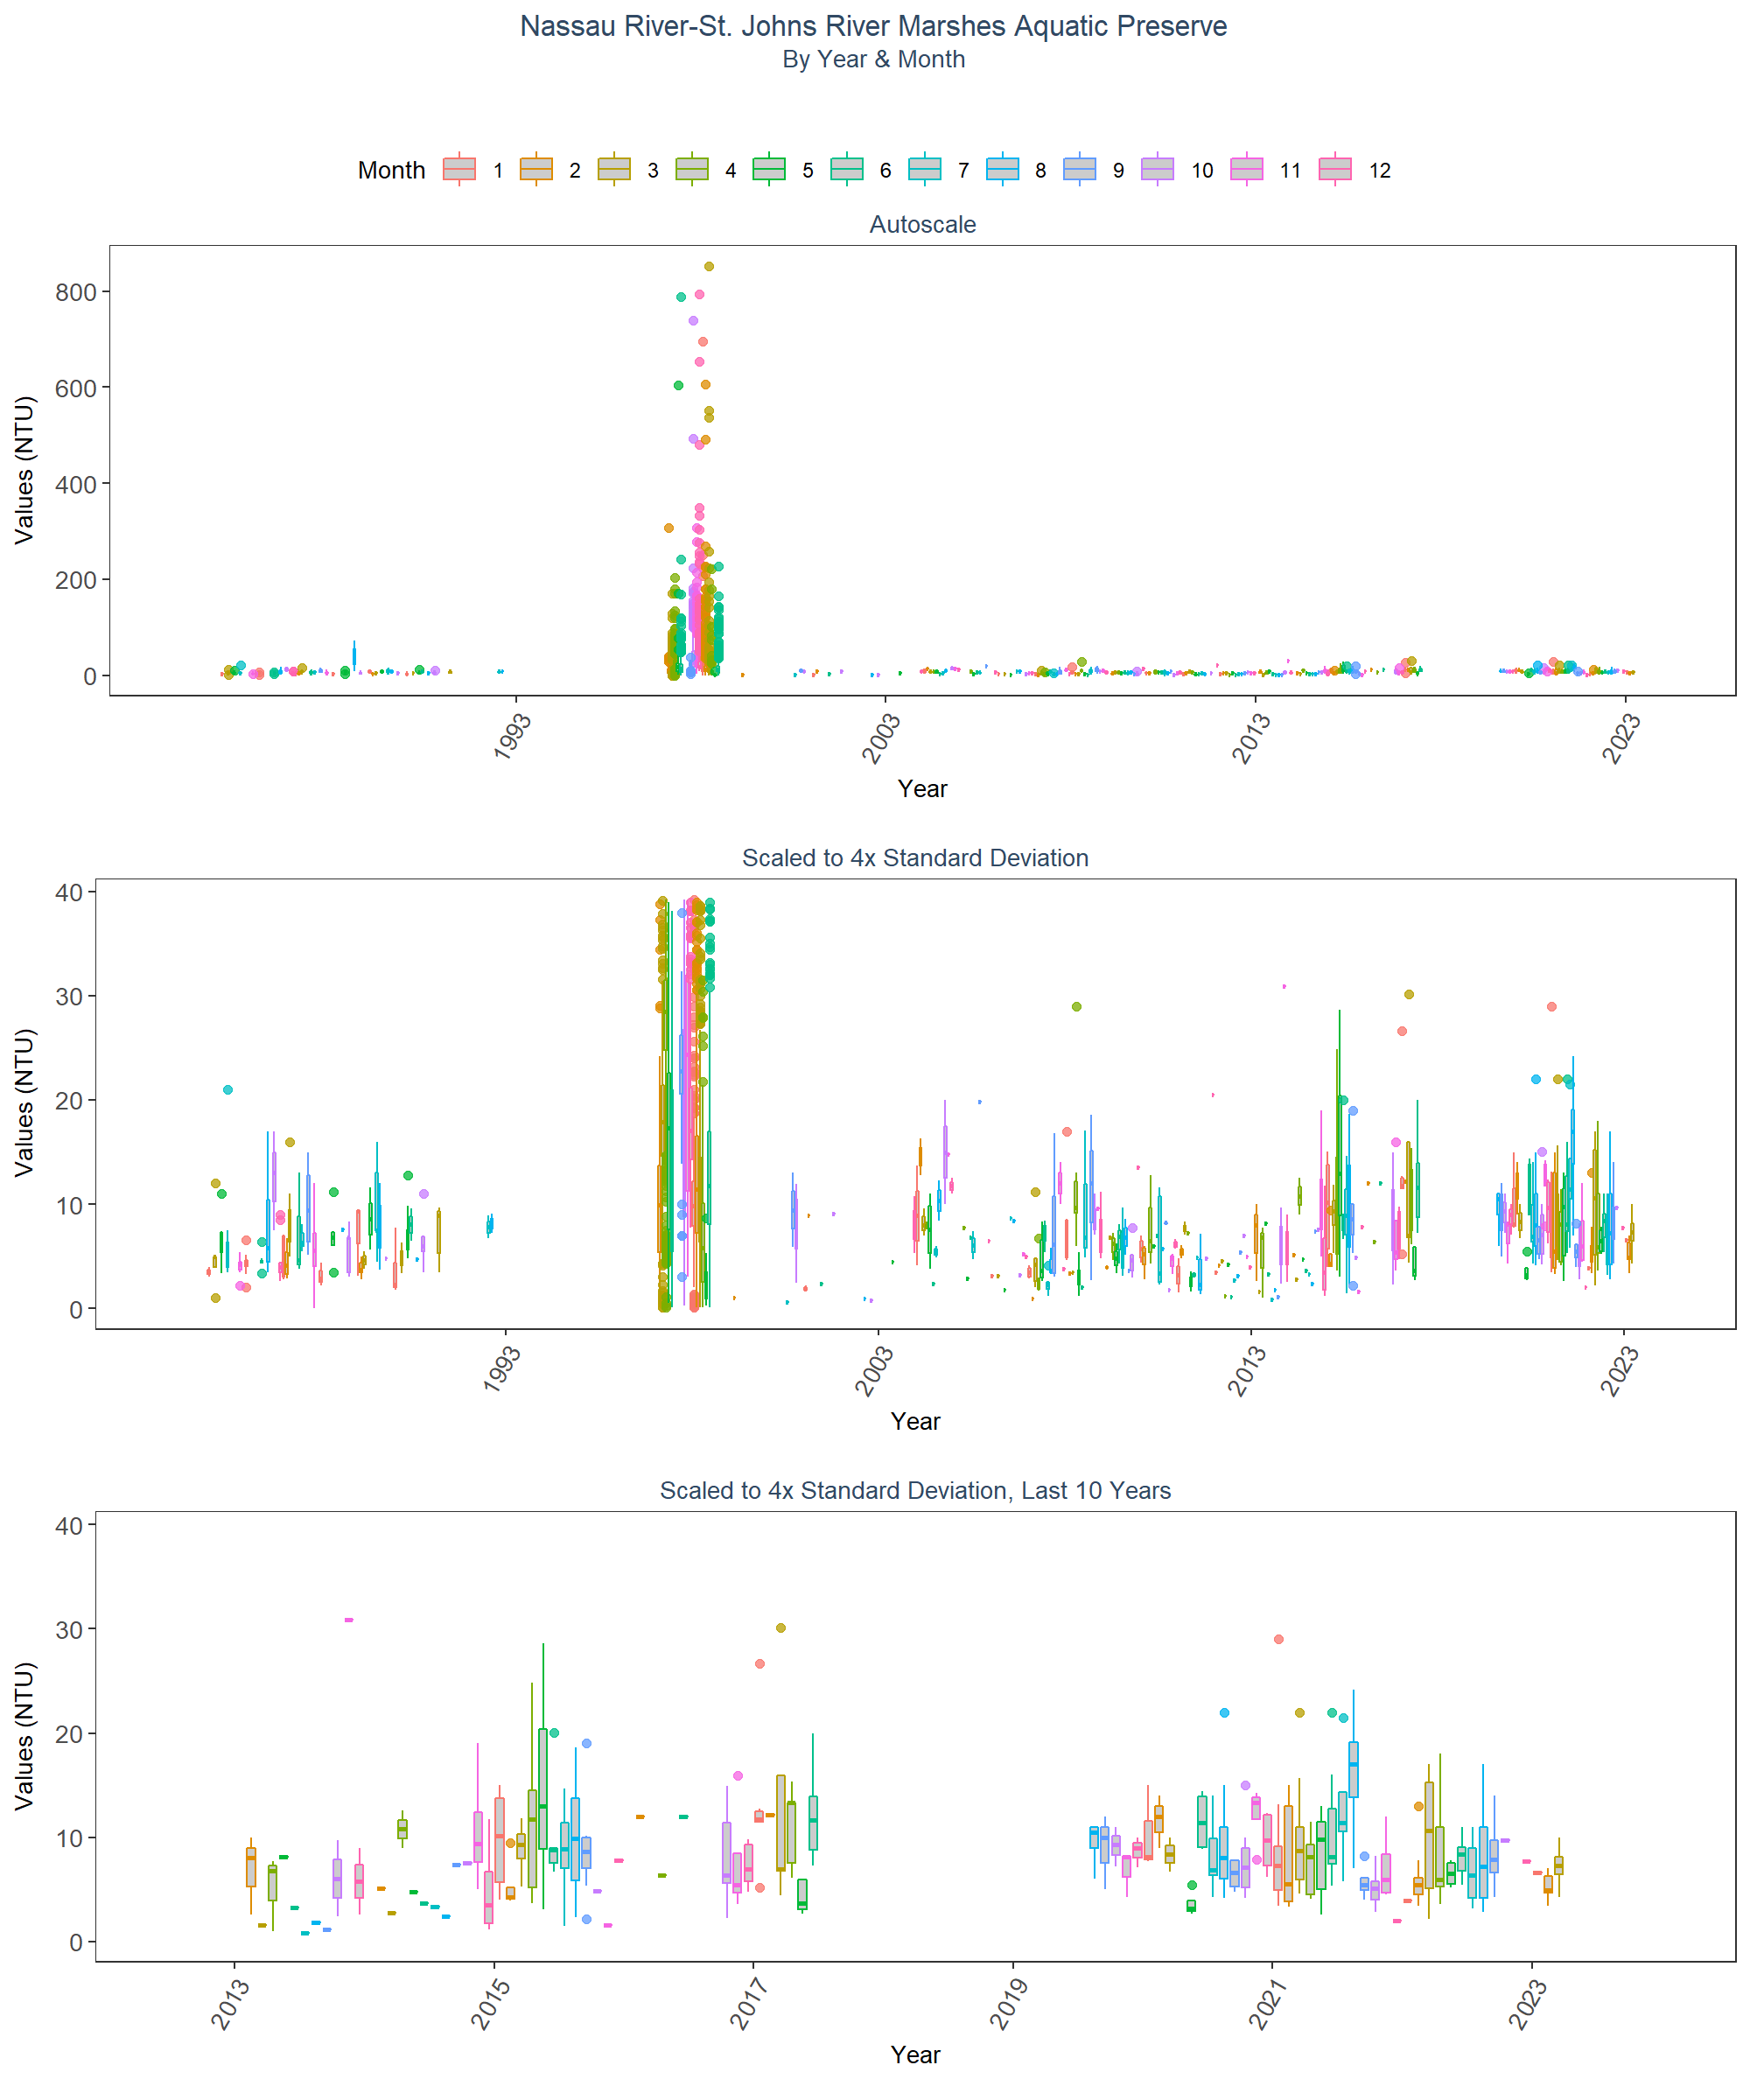 Nassau River-St. Johns River Marshes Aquatic Preserve
By Year & Month
Month 1 2 3 4 5 6 7 8 9 10 11 12
Autoscale
Values (NTU)
800
600
400
200
0
1993 2003 2013 2023
Year
Scaled to 4x Standard Deviation
Values (NTU)
40
30
20
10
0
1993 2003 2013 2023
Year
Scaled to 4x Standard Deviation, Last 10 Years
Values (NTU)
40
30
20
10
0
2013 2015 2017 2019 2021 2023
Year